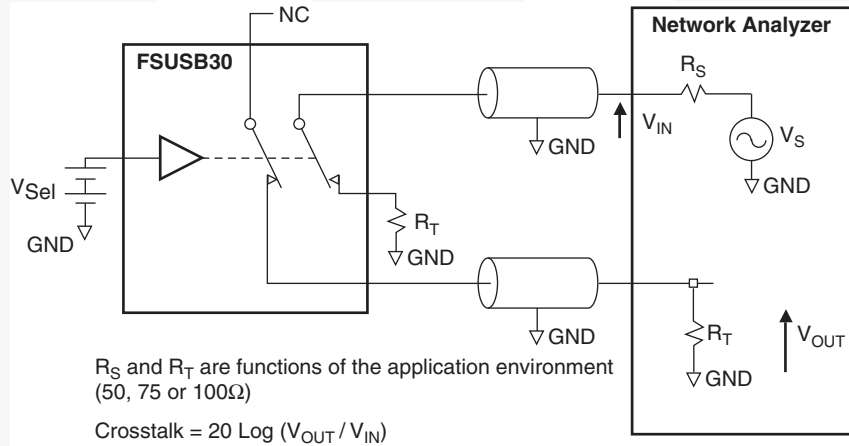 NC
Network Analyzer
FSUSB30
R_S
V_IN
V_S
GND
GND
V_Sel
R_T
GND
GND
R_T
V_OUT
GND
GND
R_S and R_T are functions of the application environment
(50, 75 or 100Ω)
Crosstalk = 20 Log (V_OUT / V_IN)